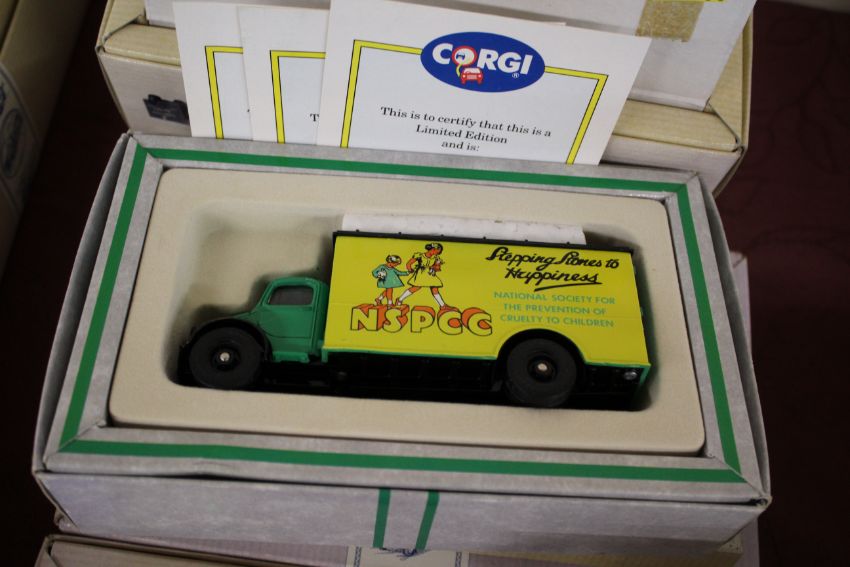 CORGI
®
This is to certify that this is a
Limited Edition
and is:
T
Stepping Stones to
Happiness
NATIONAL SOCIETY FOR
THE PREVENTION OF
CRUELTY TO CHILDREN
NSPCC